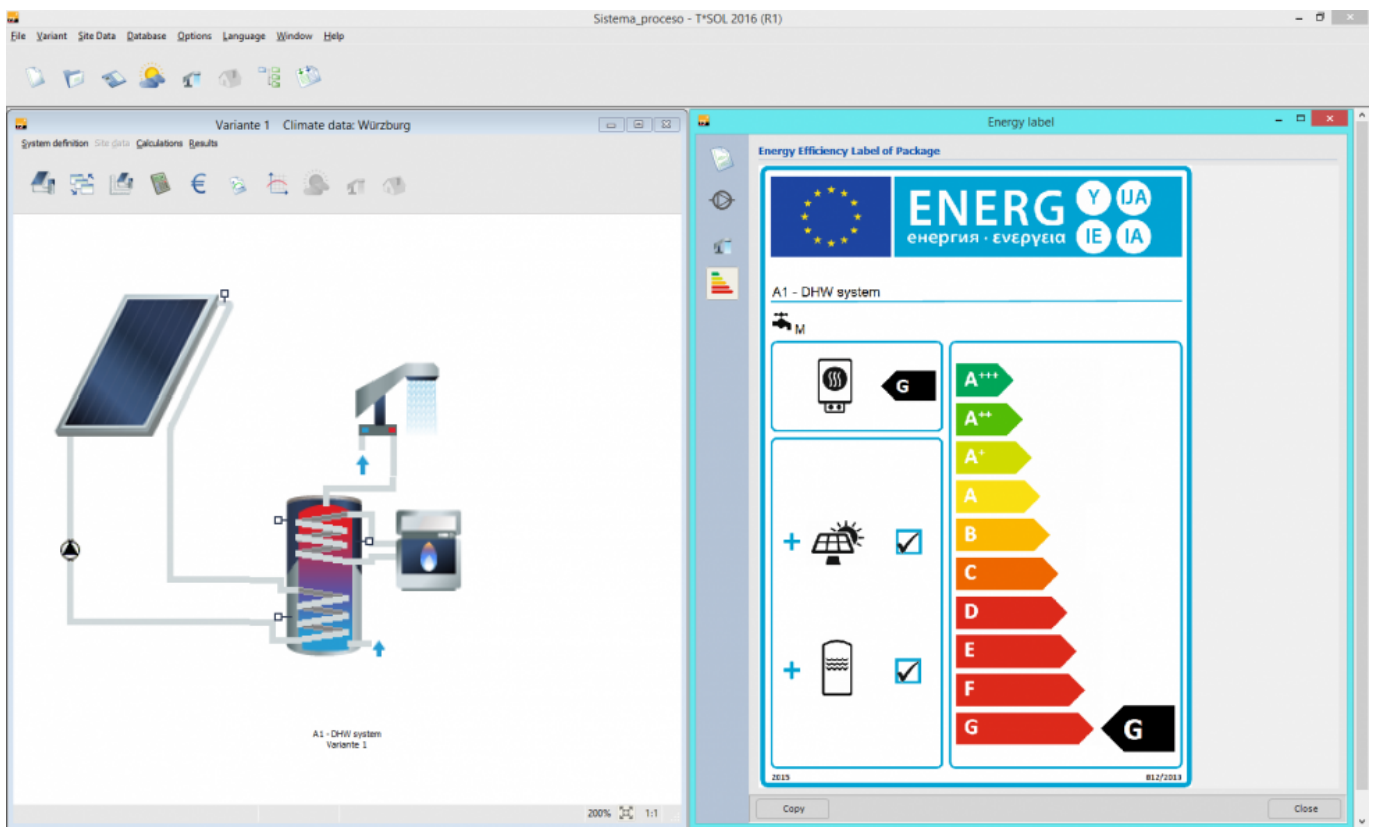 Sistema_proceso - T*SOL 2016 (R1)
File Variant Site Data Database Options Language Window Help
Variante 1 Climate data: Würzburg
System definition Site data Calculations Results
€
A1 - DHW system
Variante 1
200% 1:1
Energy label
Energy Efficiency Label of Package
ENERG Y IJA
енергия · ενεργεια IE IA
A1 - DHW system
M
G
A+++
A++
A+
A
B
C
D
E
F
G
G
2015 812/2013
Copy Close